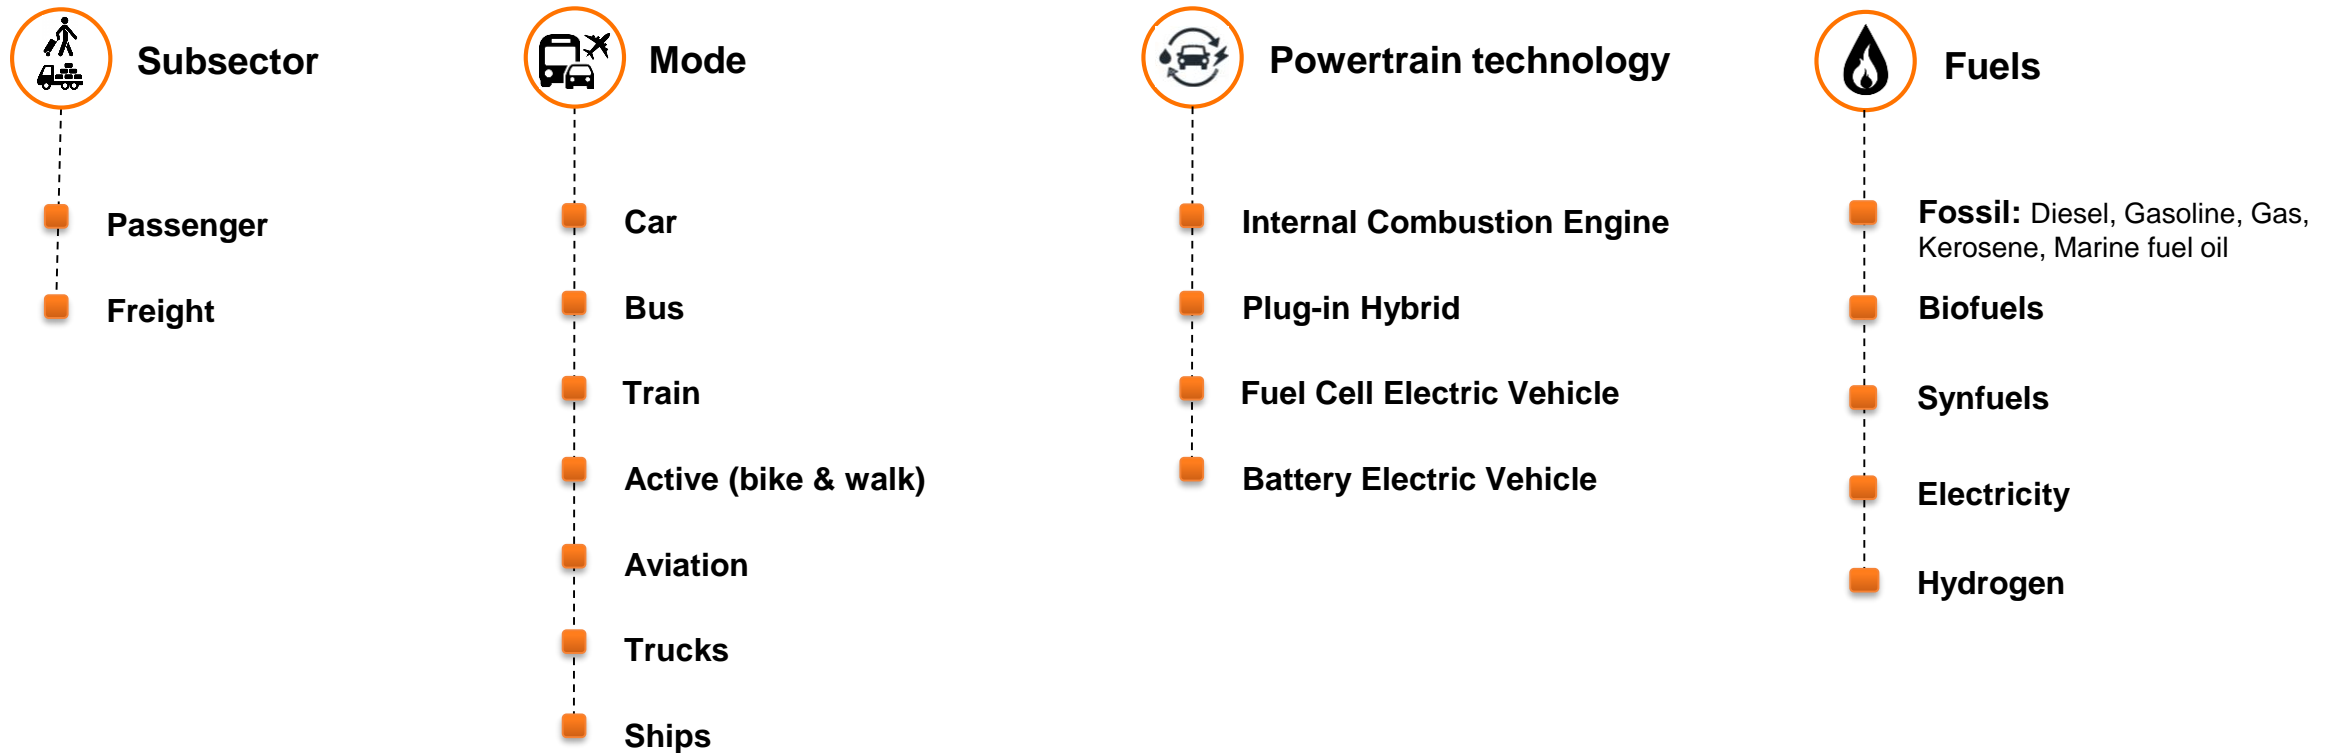 Subsector
Passenger
Freight
Mode
Car
Bus
Train
Active (bike & walk)
Aviation
Trucks
Ships
Powertrain technology
Internal Combustion Engine
Plug-in Hybrid
Fuel Cell Electric Vehicle
Battery Electric Vehicle
Fuels
Fossil: Diesel, Gasoline, Gas,
Kerosene, Marine fuel oil
Biofuels
Synfuels
Electricity
Hydrogen